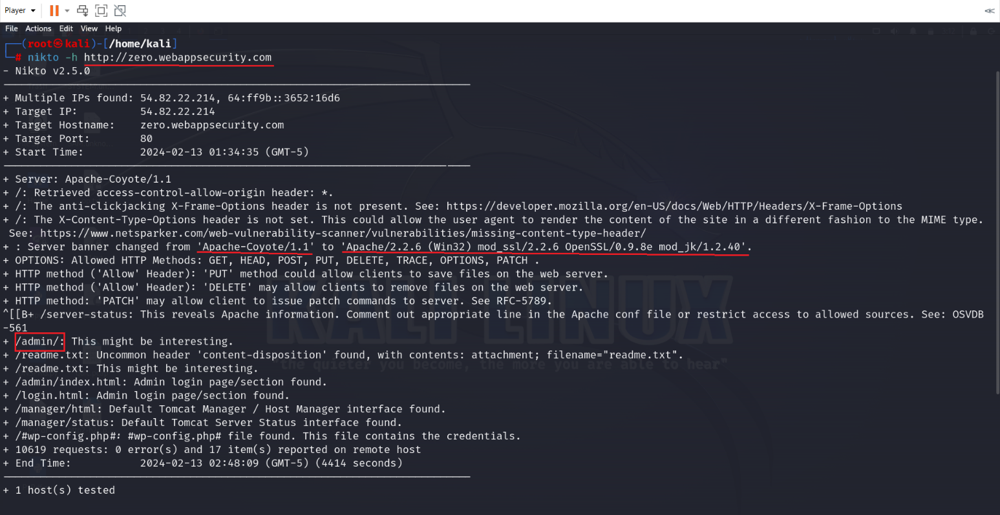 Player
File Actions Edit View Help
┌──(root㉿kali)-[/home/kali]
└─# nikto -h http://zero.webappsecurity.com
- Nikto v2.5.0
+ Multiple IPs found: 54.82.22.214, 64:ff9b::3652:16d6
+ Target IP: 54.82.22.214
+ Target Hostname: zero.webappsecurity.com
+ Target Port: 80
+ Start Time: 2024-02-13 01:34:35 (GMT-5)
+ Server: Apache-Coyote/1.1
+ /: Retrieved access-control-allow-origin header: *.
+ /: The anti-clickjacking X-Frame-Options header is not present. See: https://developer.mozilla.org/en-US/docs/Web/HTTP/Headers/X-Frame-Options
+ /: The X-Content-Type-Options header is not set. This could allow the user agent to render the content of the site in a different fashion to the MIME type.
See: https://www.netsparker.com/web-vulnerability-scanner/vulnerabilities/missing-content-type-header/
+ : Server banner changed from 'Apache-Coyote/1.1' to 'Apache/2.2.6 (Win32) mod_ssl/2.2.6 OpenSSL/0.9.8e mod_jk/1.2.40'.
+ OPTIONS: Allowed HTTP Methods: GET, HEAD, POST, PUT, DELETE, TRACE, OPTIONS, PATCH .
+ HTTP method ('Allow' Header): 'PUT' method could allow clients to save files on the web server.
+ HTTP method ('Allow' Header): 'DELETE' may allow clients to remove files on the web server.
+ HTTP method: 'PATCH' may allow client to issue patch commands to server. See RFC-5789.
^[[B+ /server-status: This reveals Apache information. Comment out appropriate line in the Apache conf file or restrict access to allowed sources. See: OSVDB
-561
+ /admin/: This might be interesting.
+ /readme.txt: Uncommon header 'content-disposition' found, with contents: attachment; filename="readme.txt".
+ /readme.txt: This might be interesting.
+ /admin/index.html: Admin login page/section found.
+ /login.html: Admin login page/section found.
+ /manager/html: Default Tomcat Manager / Host Manager interface found.
+ /manager/status: Default Tomcat Server Status interface found.
+ /#wp-config.php#: #wp-config.php# file found. This file contains the credentials.
+ 10619 requests: 0 error(s) and 17 item(s) reported on remote host
+ End Time: 2024-02-13 02:48:09 (GMT-5) (4414 seconds)
+ 1 host(s) tested
KALI LINUX
"the quieter you become, the more you are able to hear"